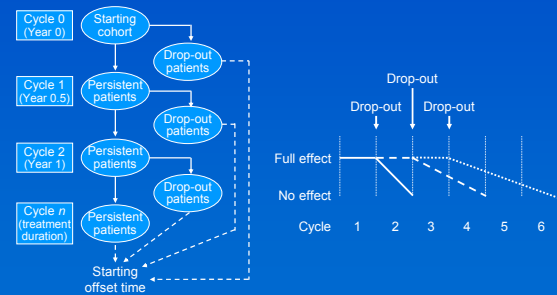 Cycle 0
(Year 0)
Starting
cohort
Drop-out
patients
Cycle 1
(Year 0.5)
Persistent
patients
Drop-out
patients
Cycle 2
(Year 1)
Persistent
patients
Drop-out
patients
Cycle n
(treatment
duration)
Persistent
patients
Starting
offset time
Drop-out
Drop-out
Drop-out
Full effect
No effect
Cycle 1 2 3 4 5 6